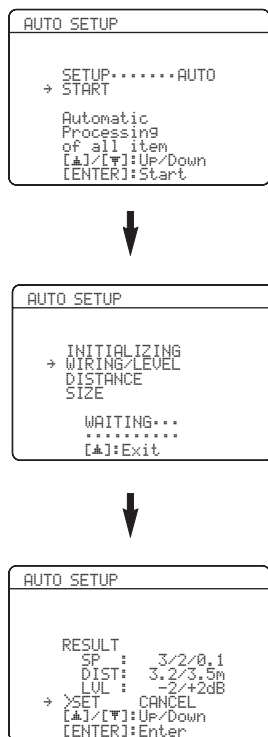 AUTO SETUP
SETUP·······AUTO
→ START
Automatic
Processing
of all item
[▲]/[▼]:Up/Down
[ENTER]:Start
AUTO SETUP
INITIALIZING
→ WIRING/LEVEL
DISTANCE
SIZE
WAITING···
··········
[▲]:Exit
AUTO SETUP
RESULT
SP : 3/2/0.1
DIST: 3.2/3.5m
LVL : -2/+2dB
→ >SET CANCEL
[▲]/[▼]:Up/Down
[ENTER]:Enter